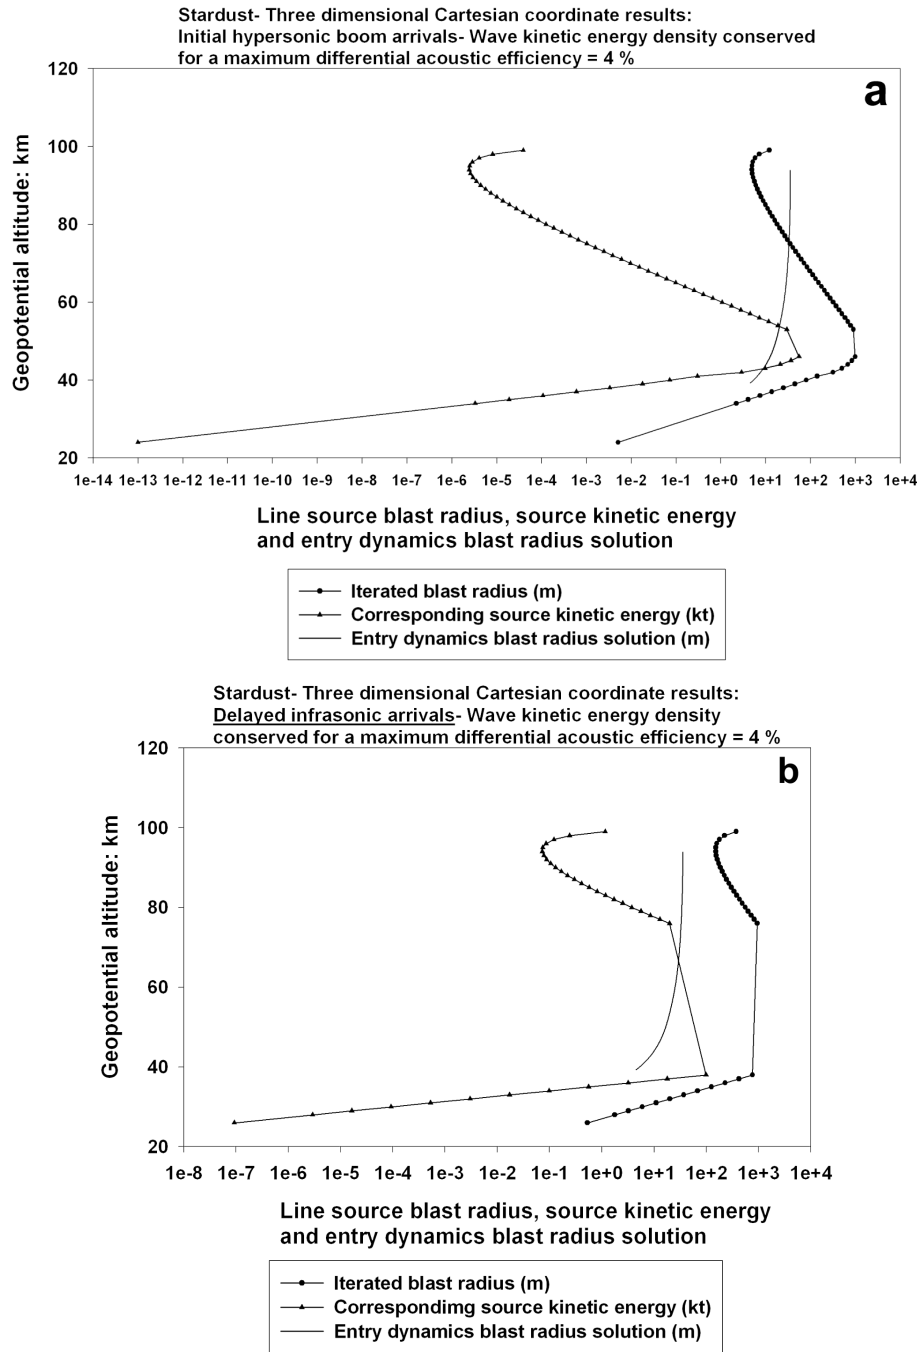 Stardust- Three dimensional Cartesian coordinate results:
Initial hypersonic boom arrivals- Wave kinetic energy density conserved
for a maximum differential acoustic efficiency = 4 %
a
120
100
80
60
40
20
Geopotential altitude: km
1e-14 1e-13 1e-12 1e-11 1e-10 1e-9 1e-8 1e-7 1e-6 1e-5 1e-4 1e-3 1e-2 1e-1 1e+0 1e+1 1e+2 1e+3 1e+4
Line source blast radius, source kinetic energy
and entry dynamics blast radius solution
Iterated blast radius (m)
Corresponding source kinetic energy (kt)
Entry dynamics blast radius solution (m)
Stardust- Three dimensional Cartesian coordinate results:
Delayed infrasonic arrivals- Wave kinetic energy density
conserved for a maximum differential acoustic efficiency = 4 %
b
120
100
80
60
40
20
Geopotential altitude: km
1e-8 1e-7 1e-6 1e-5 1e-4 1e-3 1e-2 1e-1 1e+0 1e+1 1e+2 1e+3 1e+4
Line source blast radius, source kinetic energy
and entry dynamics blast radius solution
Iterated blast radius (m)
Correspondimg source kinetic energy (kt)
Entry dynamics blast radius solution (m)